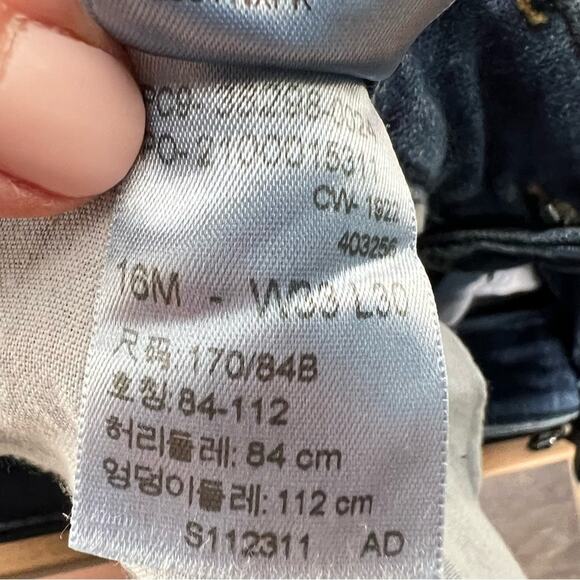 CW-192
403256
16M - W33 L30
尺码: 170/84B
호칭: 84-112
허리둘레: 84 cm
엉덩이둘레: 112 cm
S112311 AD